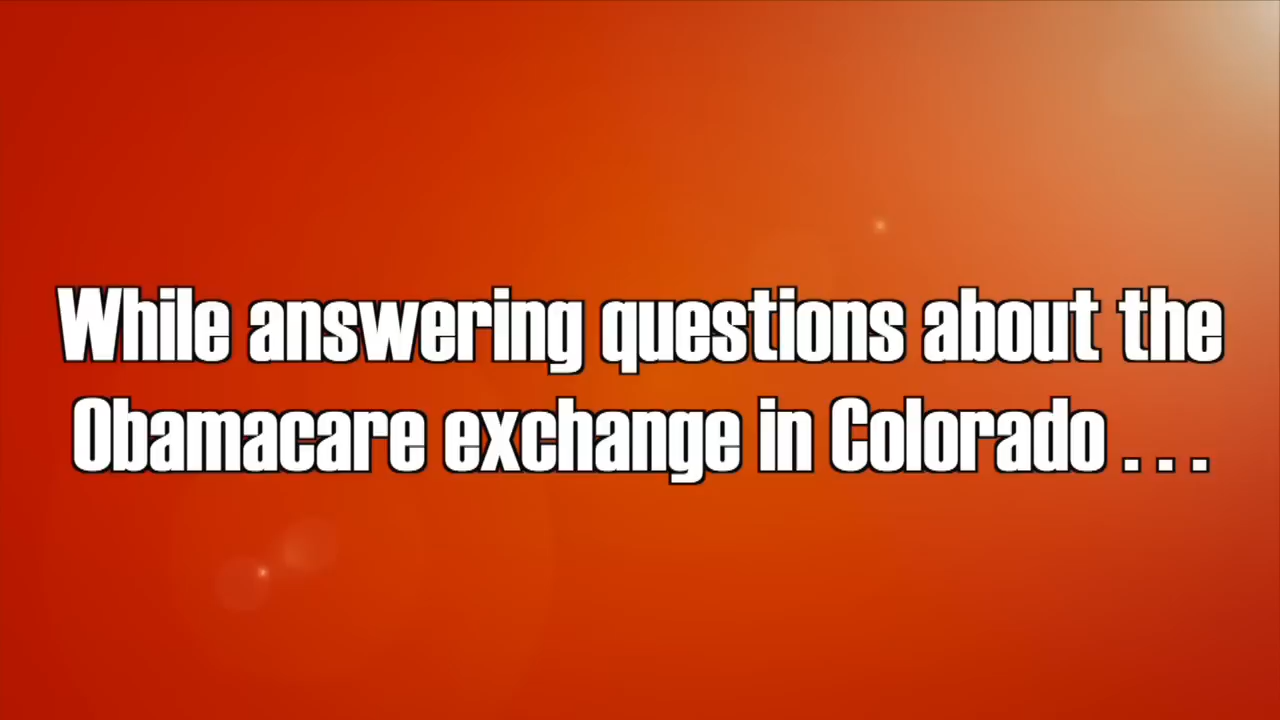 While answering questions about the
Obamacare exchange in Colorado . . .